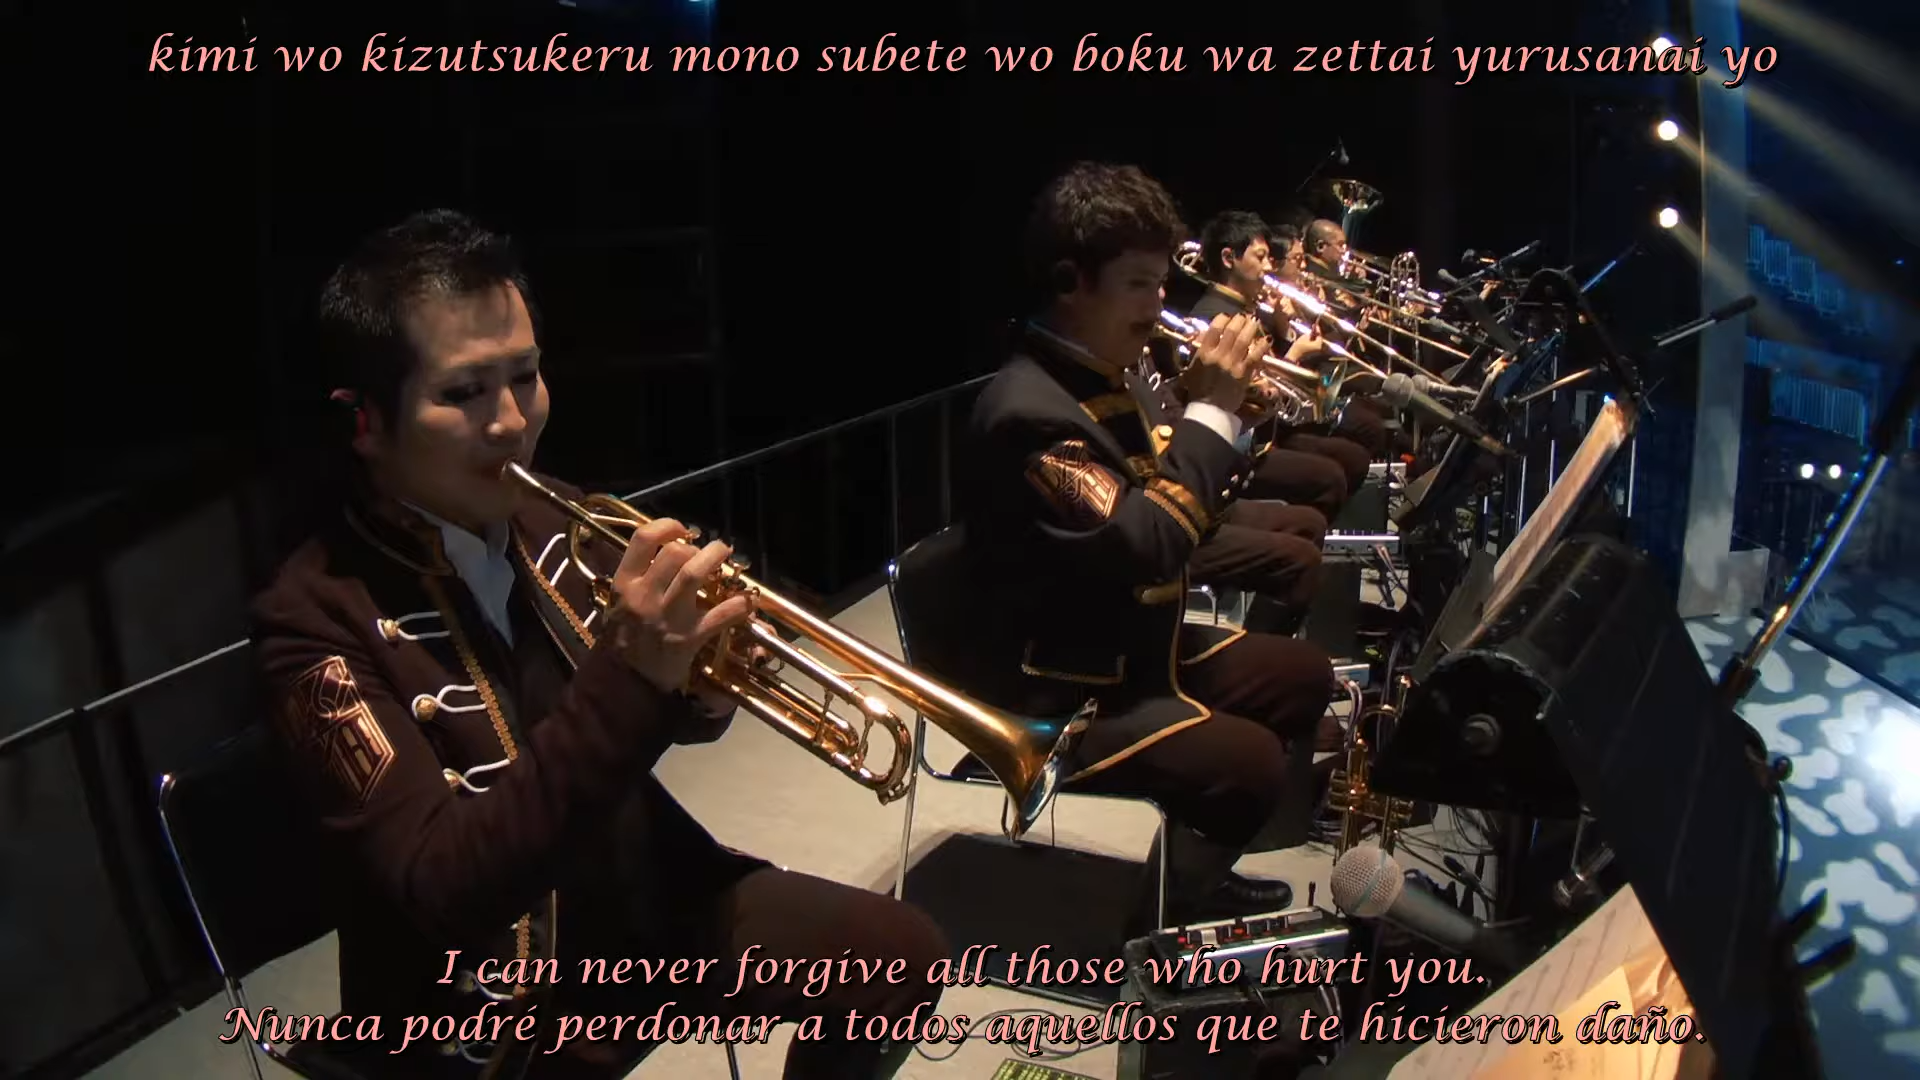 kimi wo kizutsukeru mono subete wo boku wa zettai yurusanai yo
I can never forgive all those who hurt you.
Nunca podré perdonar a todos aquellos que te hicieron daño.